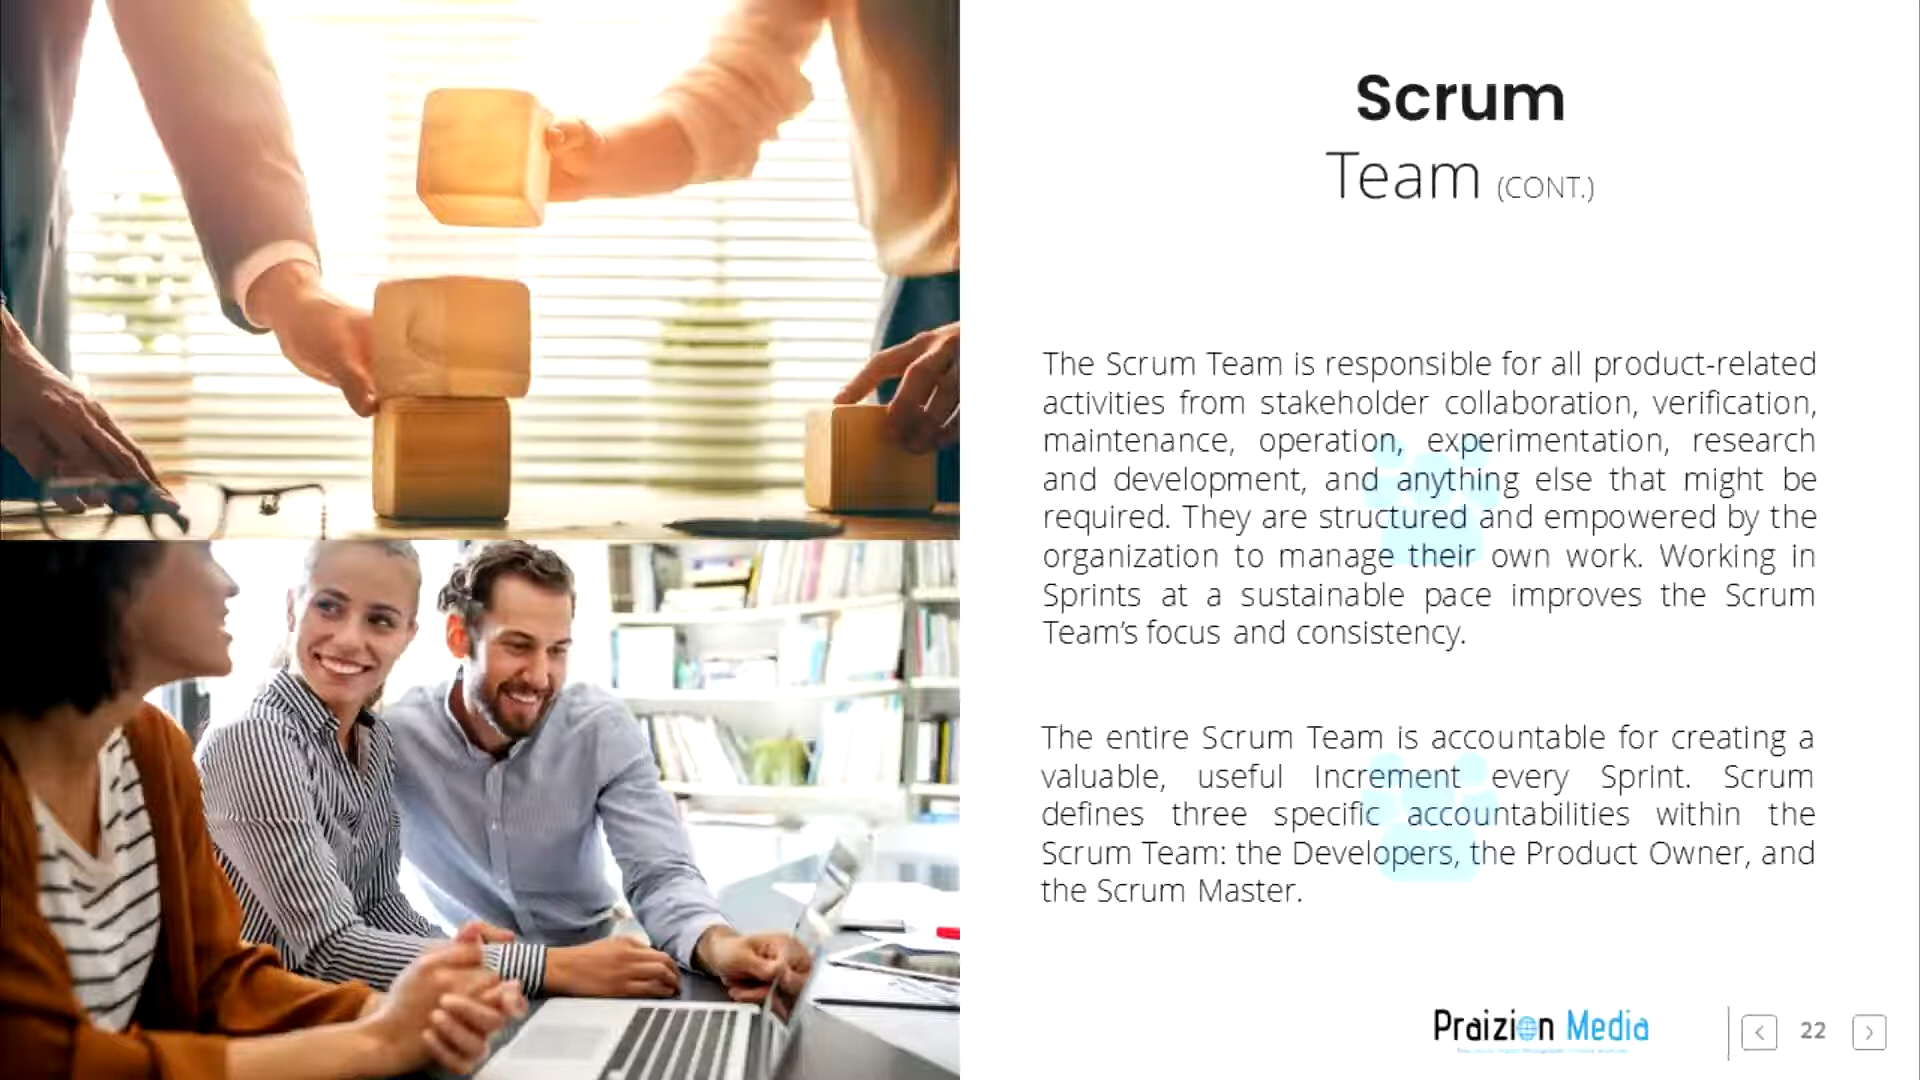 Scrum
Team (CONT.)
The Scrum Team is responsible for all product-related
activities from stakeholder collaboration, verification,
maintenance, operation, experimentation, research
and development, and anything else that might be
required. They are structured and empowered by the
organization to manage their own work. Working in
Sprints at a sustainable pace improves the Scrum
Team's focus and consistency.
The entire Scrum Team is accountable for creating a
valuable, useful Increment every Sprint. Scrum
defines three specific accountabilities within the
Scrum Team: the Developers, the Product Owner, and
the Scrum Master.
Praizion Media
22